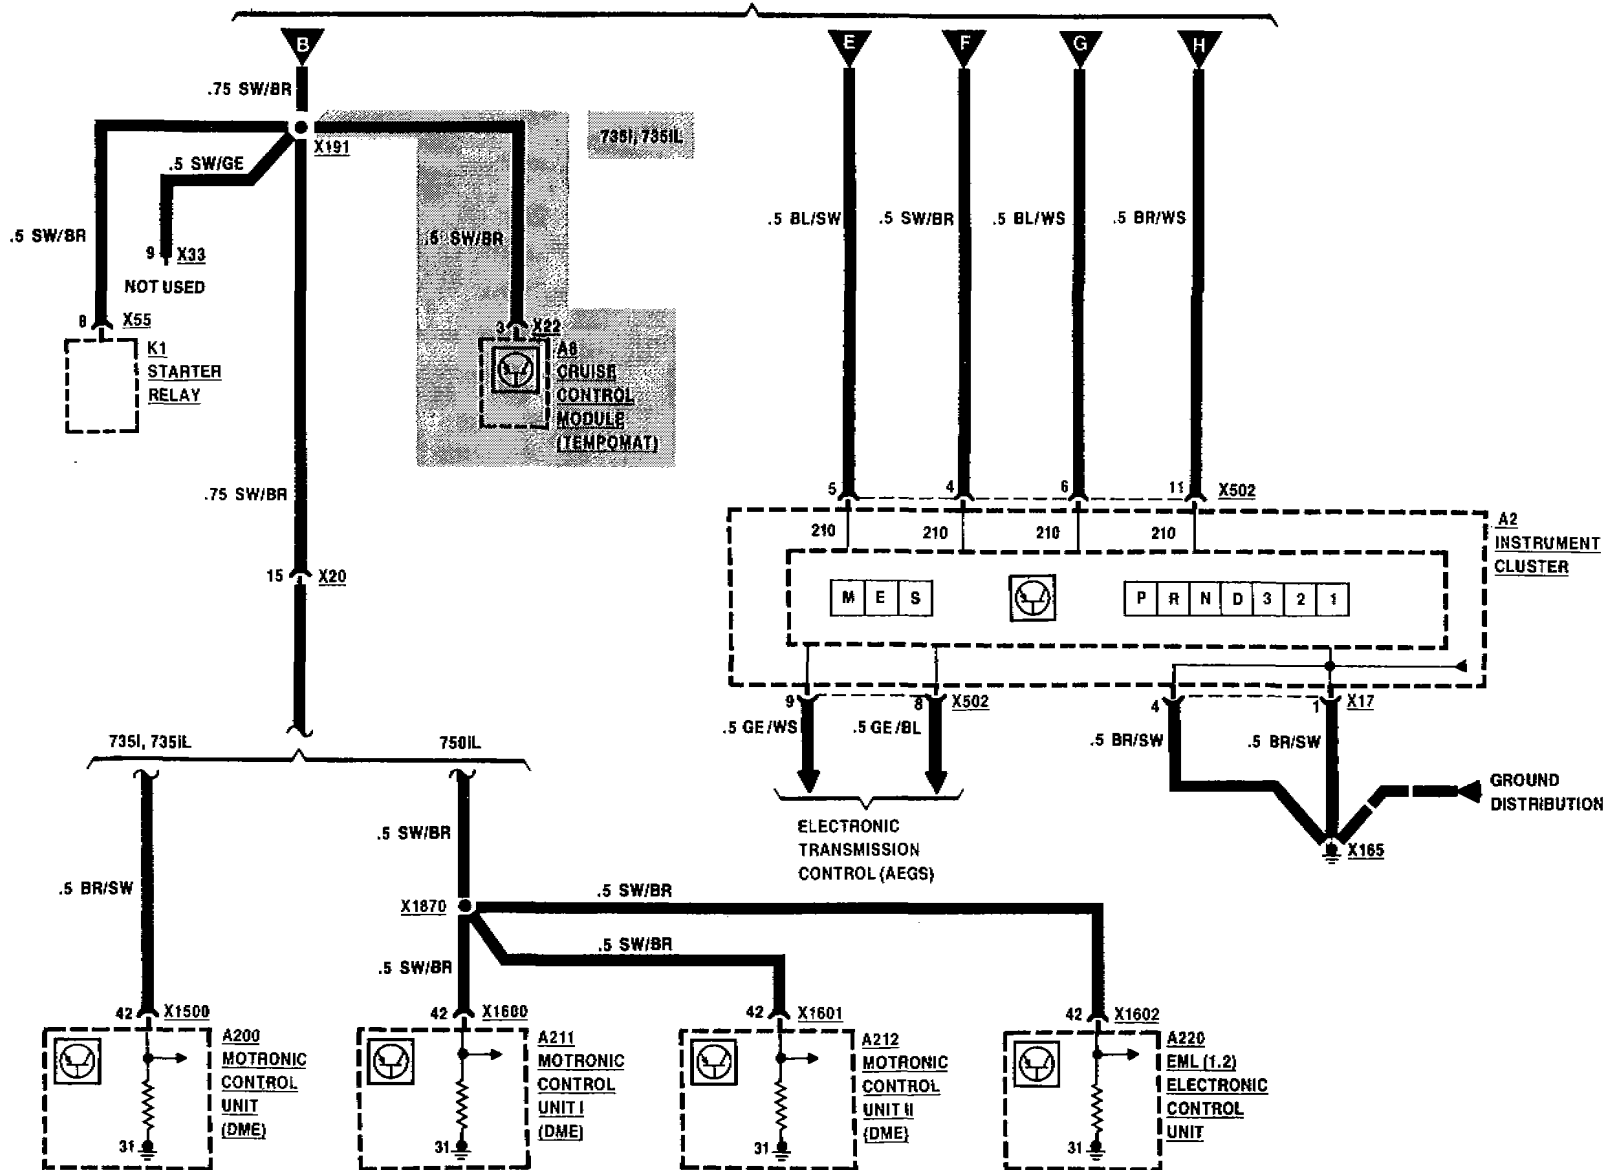 B
E
F
G
H
.75 SW/BR
X191
735I, 735IL
.5 SW/GE
.5 SW/BR
9 X33
NOT USED
.5 SW/BR
.5 BL/SW
.5 SW/BR
.5 BL/WS
.5 BR/WS
8 X55
K1
STARTER
RELAY
3 X22
A8
CRUISE
CONTROL
MODULE
(TEMPOMAT)
.75 SW/BR
15 X20
5
4
6
11 X502
210
210
210
210
A2
INSTRUMENT
CLUSTER
M E S
P R N D 3 2 1
9
8 X502
4
1 X17
.5 GE/WS
.5 GE/BL
.5 BR/SW
.5 BR/SW
ELECTRONIC
TRANSMISSION
CONTROL (AEGS)
GROUND
DISTRIBUTION
X165
735I, 735IL
750IL
.5 SW/BR
.5 BR/SW
X1870
.5 SW/BR
.5 SW/BR
.5 SW/BR
42 X1500
A200
MOTRONIC
CONTROL
UNIT
(DME)
31
42 X1600
A211
MOTRONIC
CONTROL
UNIT I
(DME)
31
42 X1601
A212
MOTRONIC
CONTROL
UNIT II
(DME)
31
42 X1602
A220
EML (1.2)
ELECTRONIC
CONTROL
UNIT
31